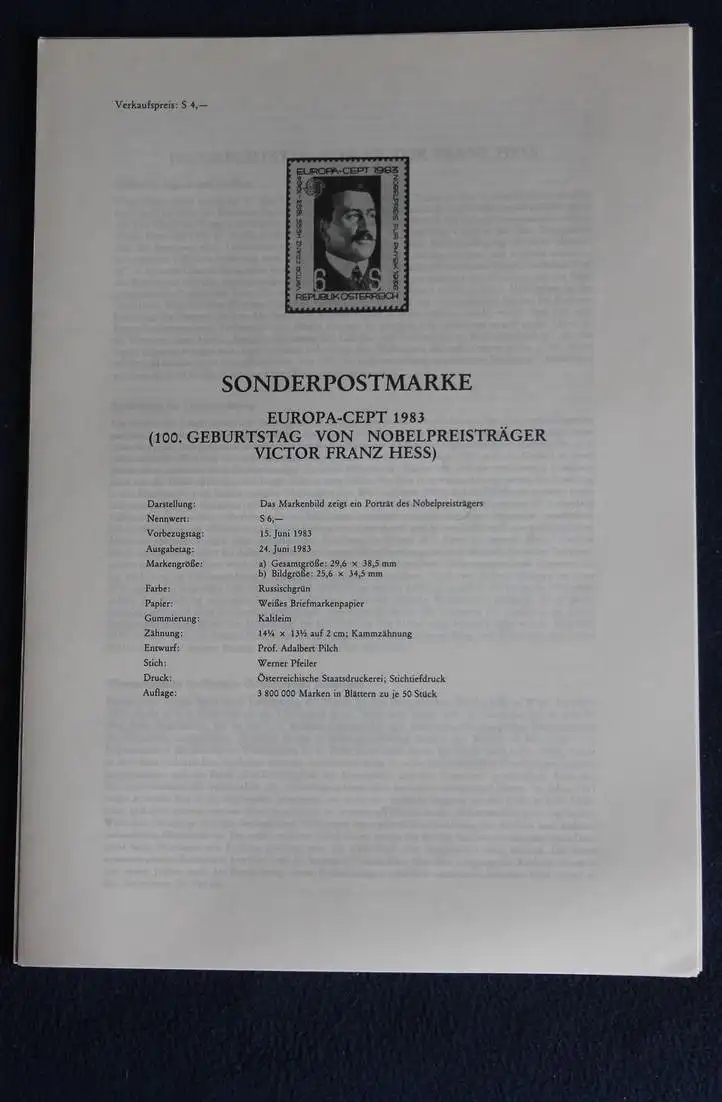 Verkaufspreis: S 4,—
EUROPA-CEPT 1983
VIKTOR FRANZ HESS 1883-1964
NOBELPREIS FÜR PHYSIK 1936
6 S
REPUBLIK ÖSTERREICH
SONDERPOSTMARKE
EUROPA-CEPT 1983
(100. GEBURTSTAG VON NOBELPREISTRÄGER
VICTOR FRANZ HESS)
Darstellung: Das Markenbild zeigt ein Porträt des Nobelpreisträgers
Nennwert: S 6,—
Vorbezugstag: 15. Juni 1983
Ausgabetag: 24. Juni 1983
Markengröße: a) Gesamtgröße: 29,6 × 38,5 mm
b) Bildgröße: 25,6 × 34,5 mm
Farbe: Russischgrün
Papier: Weißes Briefmarkenpapier
Gummierung: Kaltleim
Zähnung: 14¼ × 13½ auf 2 cm; Kammzähnung
Entwurf: Prof. Adalbert Pilch
Stich: Werner Pfeiler
Druck: Österreichische Staatsdruckerei; Stichtiefdruck
Auflage: 3 800 000 Marken in Blättern zu je 50 Stück